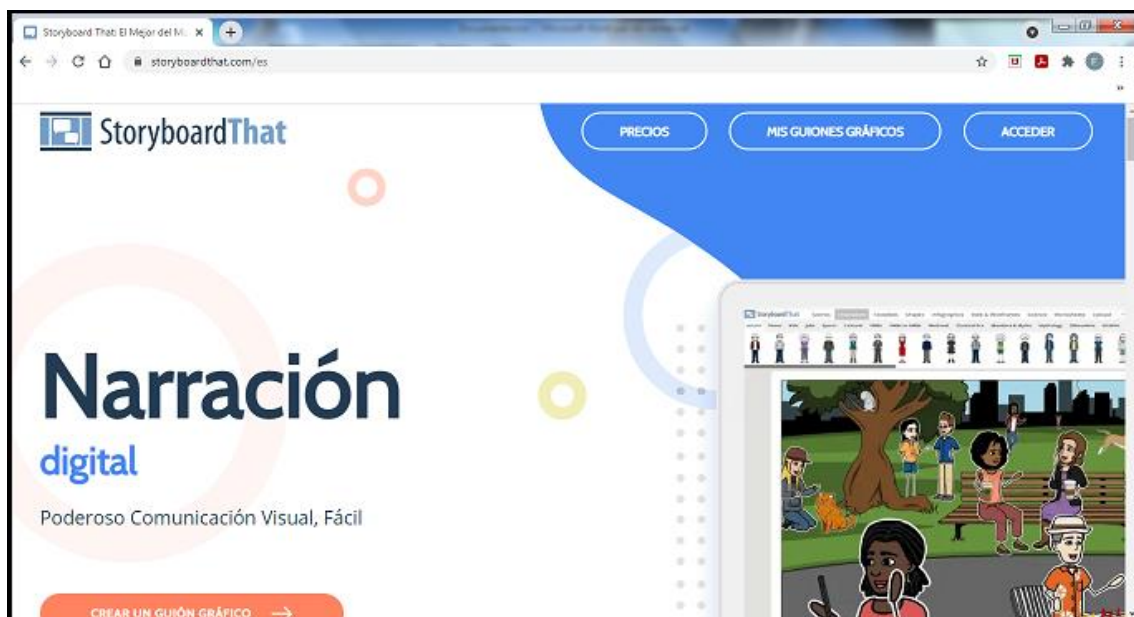 Storyboard That: El Mejor del M
storyboardthat.com/es
StoryboardThat
PRECIOS
MIS GUIONES GRÁFICOS
ACCEDER
Narración
digital
Poderoso Comunicación Visual, Fácil
CREAR UN GUIÓN GRÁFICO
StoryboardThat